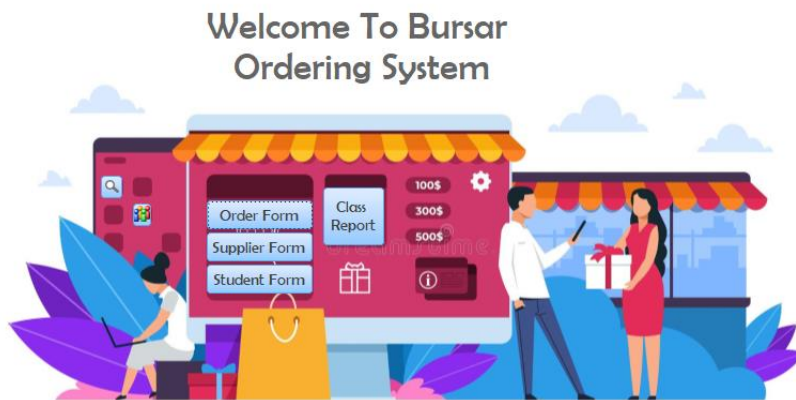 Welcome To Bursar
Ordering System
Order Form
Supplier Form
Student Form
Class
Report
100$
300$
500$